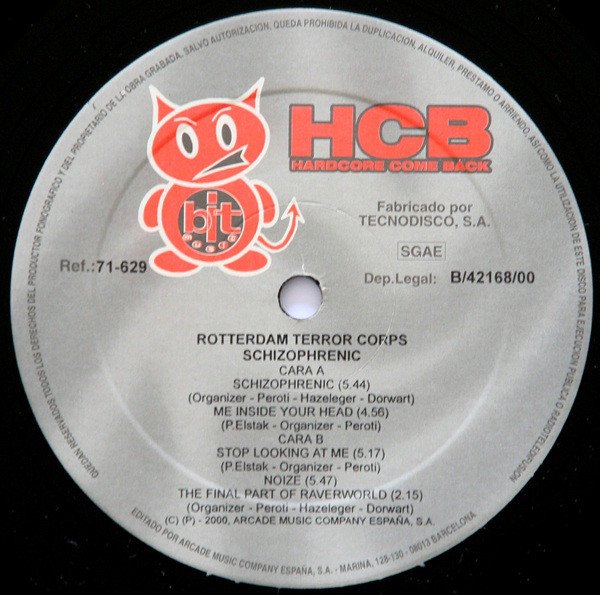 QUEDAN RESERVADOS TODOS LOS DERECHOS DEL PRODUCTOR FONOGRAFICO Y DEL PROPIETARIO DE LA OBRA GRABADA, SALVO AUTORIZACION, QUEDA PROHIBIDA LA DUPLICACION, ALQUILER, PRESTAMO O ARRIENDO, ASI COMO LA UTILIZACION DE ESTE DISCO PARA EJECUCION PUBLICA O RADIOTELEDIFUSION
HCB
HARDCORE COME BACK
bit
Fabricado por
TECNODISCO, S.A.
SGAE
Ref.:71-629
Dep.Legal: B/42168/00
ROTTERDAM TERROR CORPS
SCHIZOPHRENIC
CARA A
SCHIZOPHRENIC (5.44)
(Organizer - Peroti - Hazeleger - Dorwart)
ME INSIDE YOUR HEAD (4.56)
(P.Elstak - Organizer - Peroti)
CARA B
STOP LOOKING AT ME (5.17)
(P.Elstak - Organizer - Peroti)
NOIZE (5.47)
THE FINAL PART OF RAVERWORLD (2.15)
(Organizer - Peroti - Hazeleger - Dorwart)
(C) (P) - 2000, ARCADE MUSIC COMPANY ESPAÑA, S.A.
EDITADO POR ARCADE MUSIC COMPANY ESPAÑA, S.A. - MARINA, 128-130 - 08013 BARCELONA